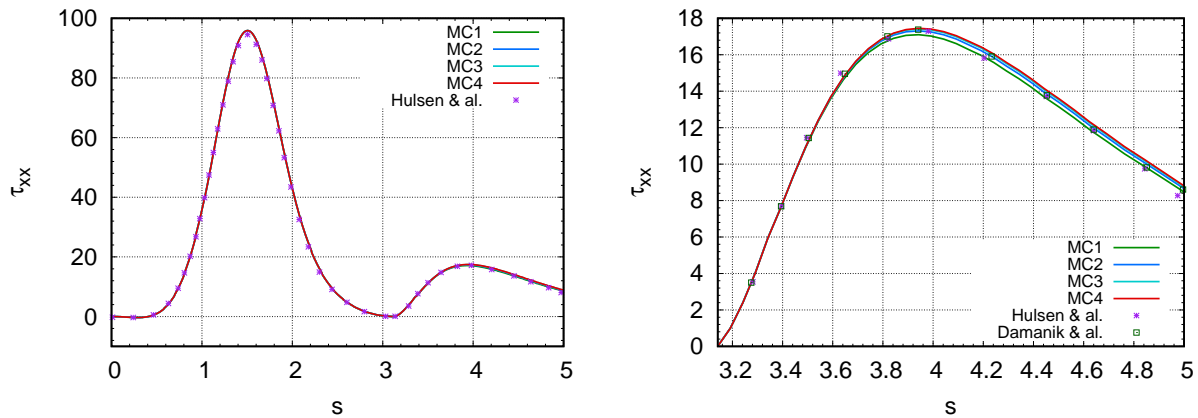 100
80
60
40
20
0
τxx
0 1 2 3 4 5
s
MC1
MC2
MC3
MC4
Hulsen & al.
18
16
14
12
10
8
6
4
2
0
τxx
3.2 3.4 3.6 3.8 4 4.2 4.4 4.6 4.8 5
s
MC1
MC2
MC3
MC4
Hulsen & al.
Damanik & al.